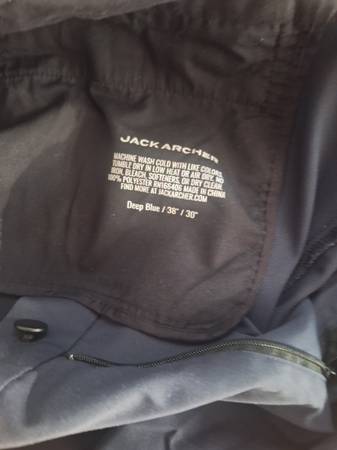 JACK ARCHER
MACHINE WASH COLD WITH LIKE COLORS,
TUMBLE DRY IN LOW HEAT OR AIR DRY. NO
IRON, BLEACH, SOFTENERS, OR DRY CLEAN.
100% POLYESTER RN166406 MADE IN CHINA
FIND MORE AT JACKARCHER.COM
Deep Blue / 38" / 30"